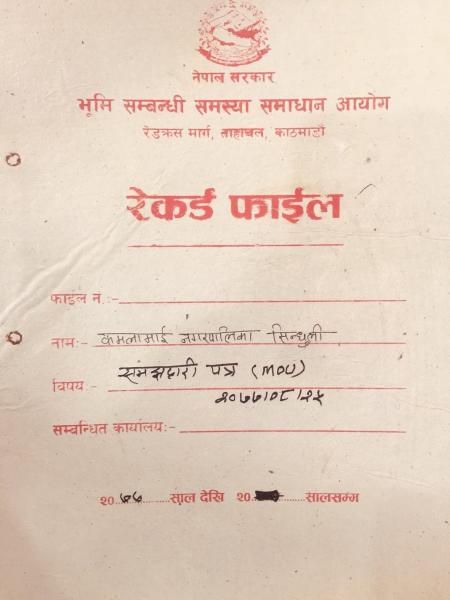 नेपाल सरकार
भूमि सम्बन्धी समस्या समाधान आयोग
रेडक्रस मार्ग, ताहाचल, काठमाडौं
रेकर्ड फाईल
फाइल नं :-
नाम:- कमलामाई नगरपालिका सिन्धुली
विषय:- समझदारी पत्र (MOU)
२०७७/०८/२५
सम्बन्धित कार्यालय:-
२०७७ साल देखि २० सालसम्म